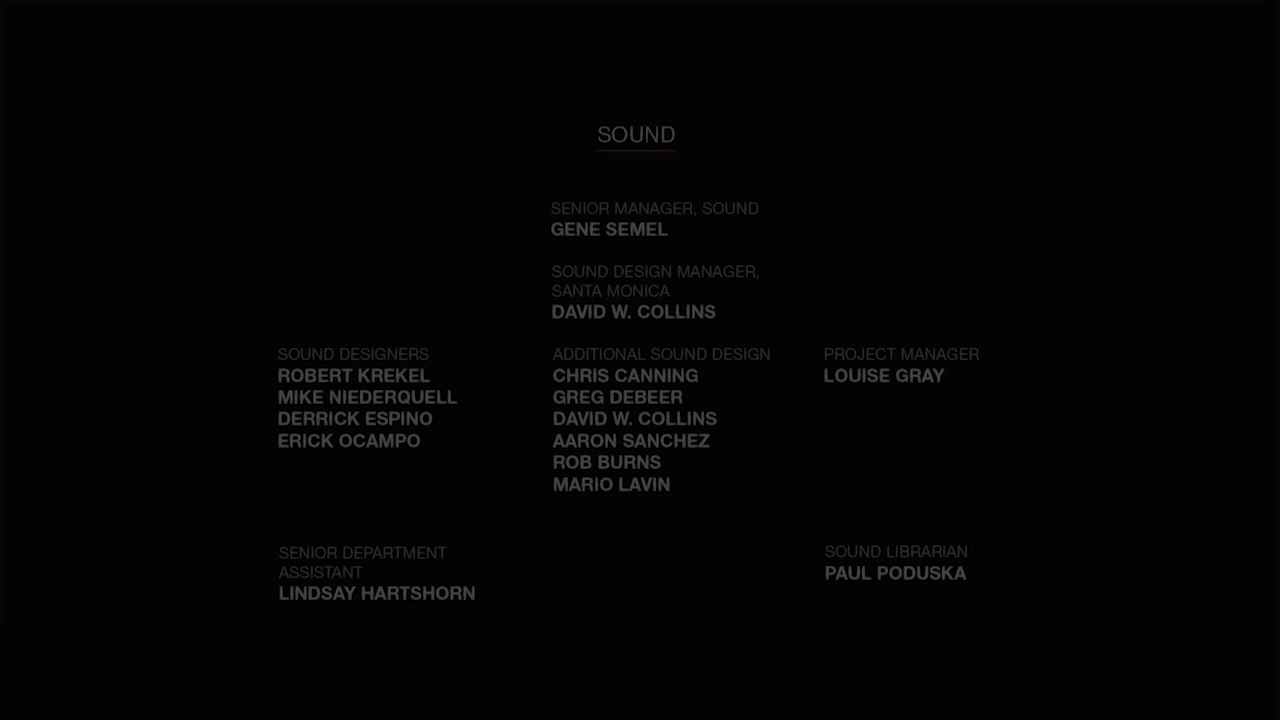 SOUND
SENIOR MANAGER, SOUND
GENE SEMEL
SOUND DESIGN MANAGER,
SANTA MONICA
DAVID W. COLLINS
SOUND DESIGNERS
ROBERT KREKEL
MIKE NIEDERQUELL
DERRICK ESPINO
ERICK OCAMPO
ADDITIONAL SOUND DESIGN
CHRIS CANNING
GREG DEBEER
DAVID W. COLLINS
AARON SANCHEZ
ROB BURNS
MARIO LAVIN
PROJECT MANAGER
LOUISE GRAY
SENIOR DEPARTMENT
ASSISTANT
LINDSAY HARTSHORN
SOUND LIBRARIAN
PAUL PODUSKA